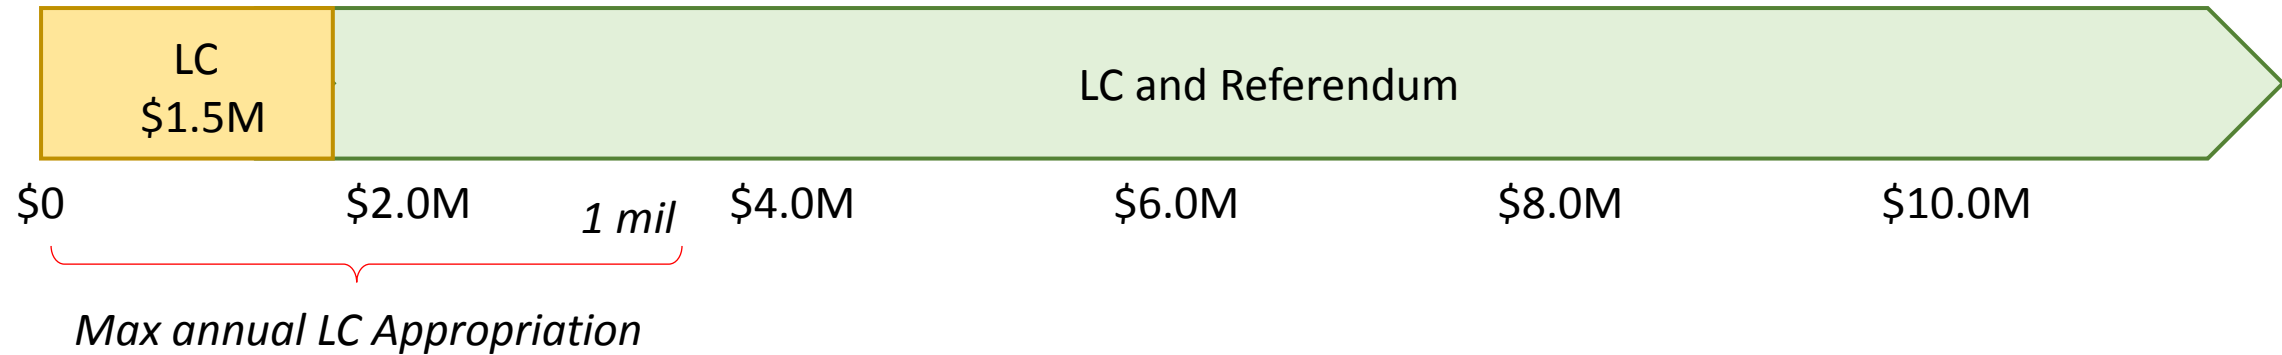 LC
$1.5M
LC and Referendum
$0
$2.0M
1 mil
$4.0M
$6.0M
$8.0M
$10.0M
Max annual LC Appropriation